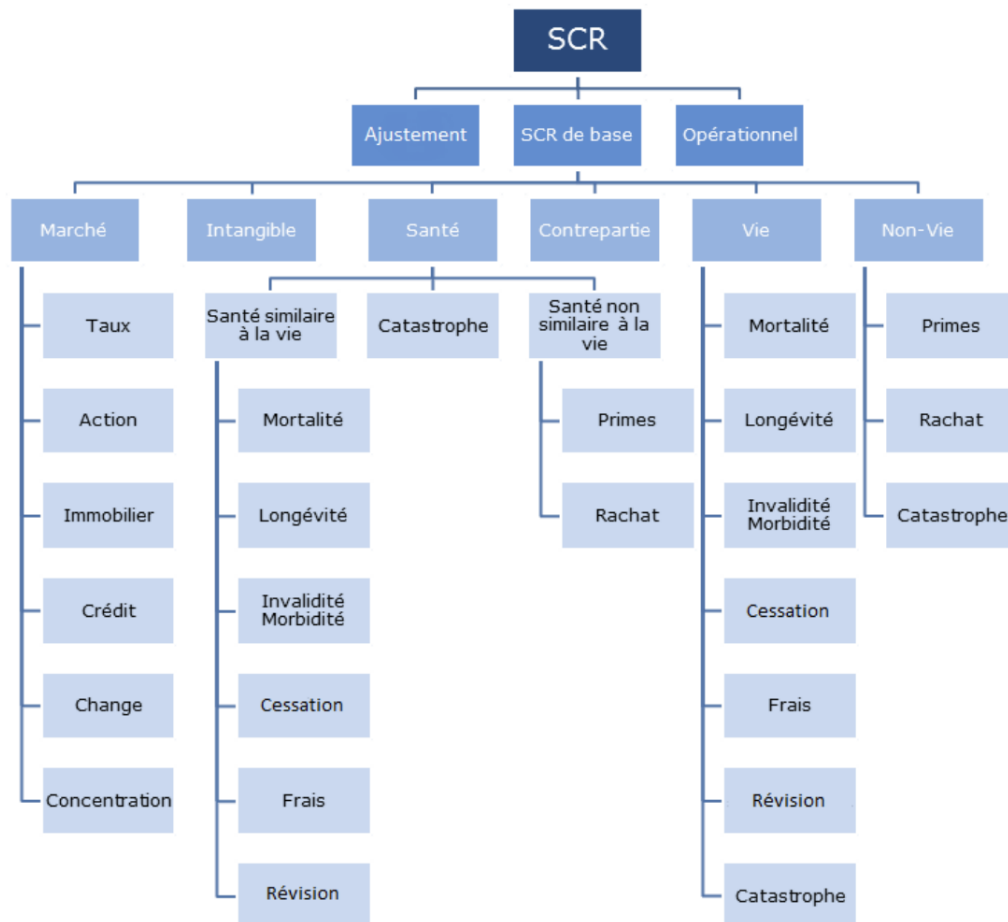 SCR
Ajustement
SCR de base
Opérationnel
Marché
Intangible
Santé
Contrepartie
Vie
Non-Vie
Taux
Santé similaire
à la vie
Catastrophe
Santé non
similaire à la
vie
Mortalité
Primes
Action
Mortalité
Primes
Longévité
Rachat
Immobilier
Longévité
Rachat
Invalidité
Morbidité
Catastrophe
Crédit
Invalidité
Morbidité
Cessation
Change
Cessation
Frais
Concentration
Frais
Révision
Révision
Catastrophe